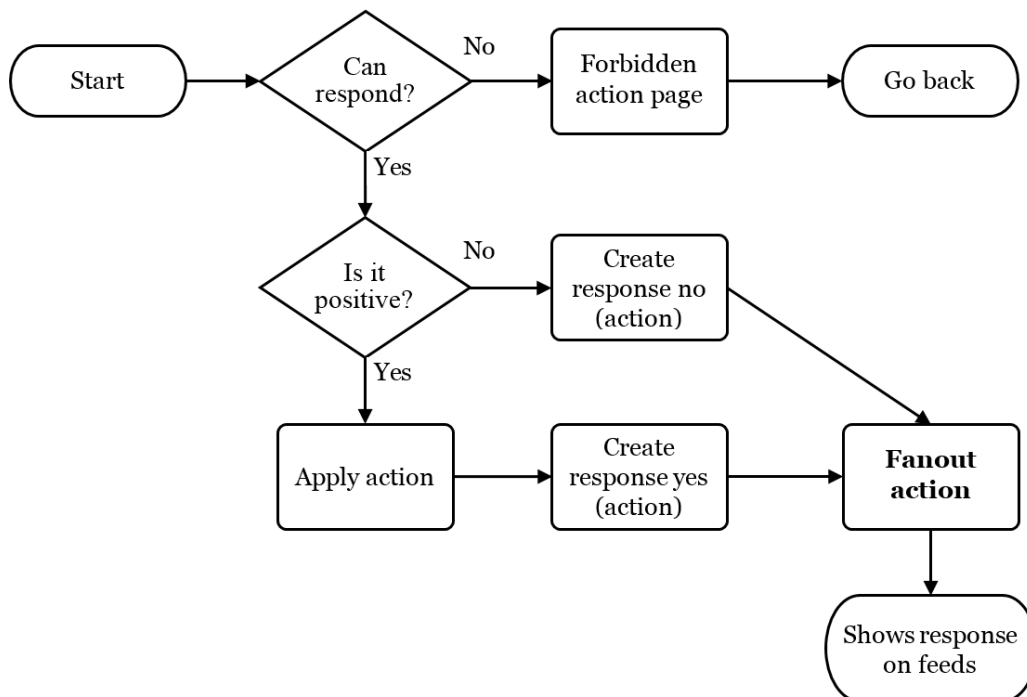 Start
Can
respond?
No
Forbidden
action page
Go back
Yes
Is it
positive?
No
Create
response no
(action)
Yes
Apply action
Create
response yes
(action)
Fanout
action
Shows response
on feeds